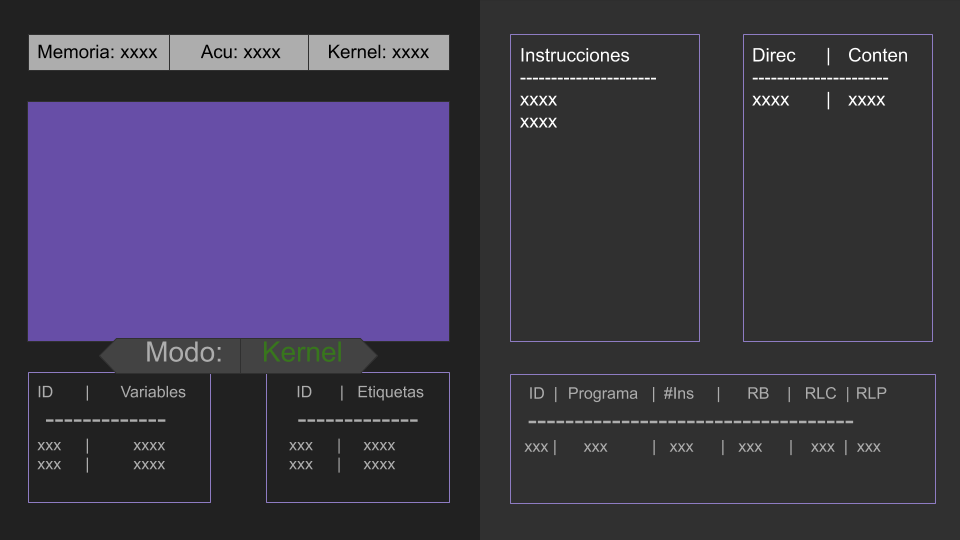 Memoria: xxxx Acu: xxxx Kernel: xxxx
Modo: Kernel
ID | Variables
-------------
xxx | xxxx
xxx | xxxx
ID | Etiquetas
-------------
xxx | xxxx
xxx | xxxx
Instrucciones
----------------------
xxxx
xxxx
Direc | Conten
----------------------
xxxx | xxxx
ID | Programa | #Ins | RB | RLC | RLP
-----------------------------------
xxx | xxx | xxx | xxx | xxx | xxx